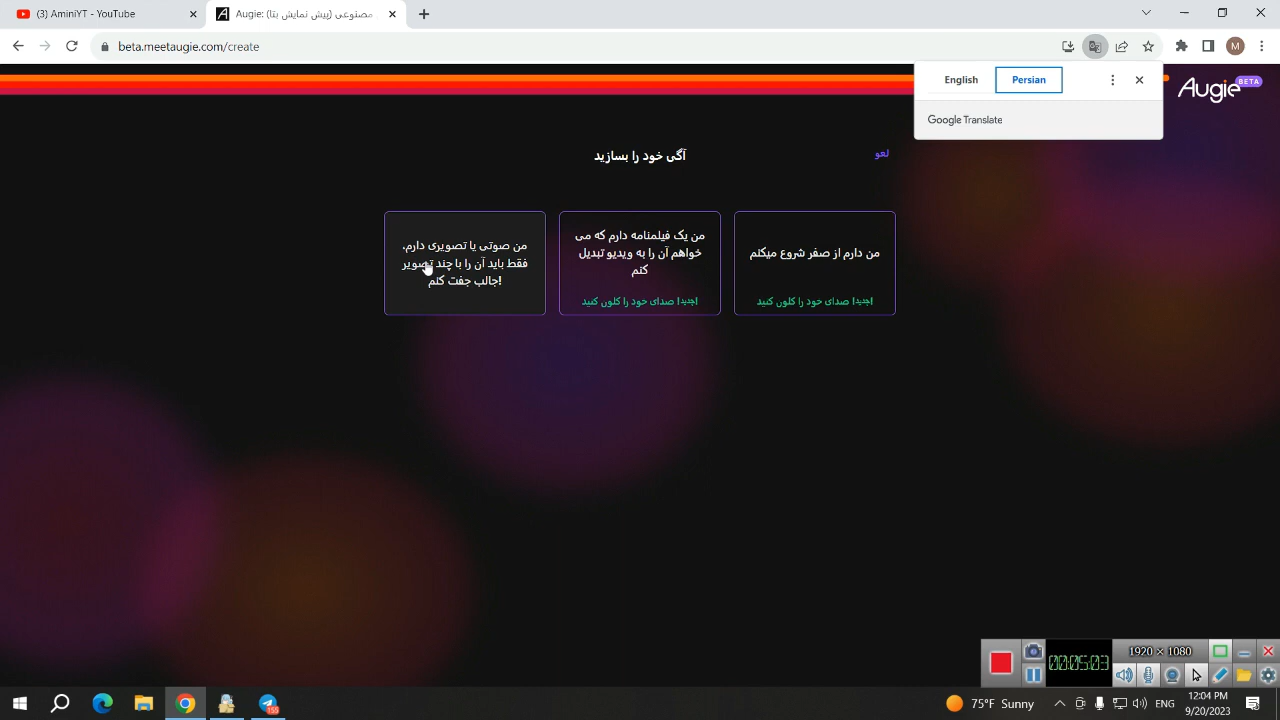 (3) AminiYT - YouTube
Augie: (پیش نمایش بتا) مصنوعی
beta.meetaugie.com/create
M
English
Persian
Google Translate
Augie BETA
آگی خود را بسازید
لغو
من صوتی یا تصویری دارم،
فقط باید آن را با چند تصویر
جالب جفت کنم!
من یک فیلمنامه دارم که می
خواهم آن را به ویدیو تبدیل
کنم
جدید! صدای خود را کلون کنید
من دارم از صفر شروع میکنم
جدید! صدای خود را کلون کنید
1920 × 1080
00:05:03
155
75°F Sunny
ENG
12:04 PM
9/20/2023